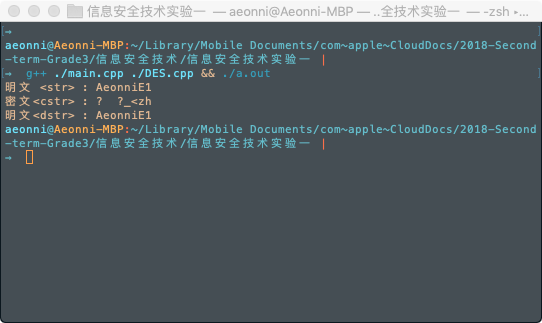 信息安全技术实验一 — aeonni@Aeonni-MBP — ..全技术实验一 — -zsh ▸...
[→ ]
aeonni@Aeonni-MBP:~/Library/Mobile Documents/com~apple~CloudDocs/2018-Second
-term-Grade3/信息安全技术/信息安全技术实验一 |
[→ g++ ./main.cpp ./DES.cpp && ./a.out ]
明文 <str> : AeonniE1
密文<cstr> : ?  ?_<zh
明文<dstr> : AeonniE1
aeonni@Aeonni-MBP:~/Library/Mobile Documents/com~apple~CloudDocs/2018-Second
-term-Grade3/信息安全技术/信息安全技术实验一 |
→